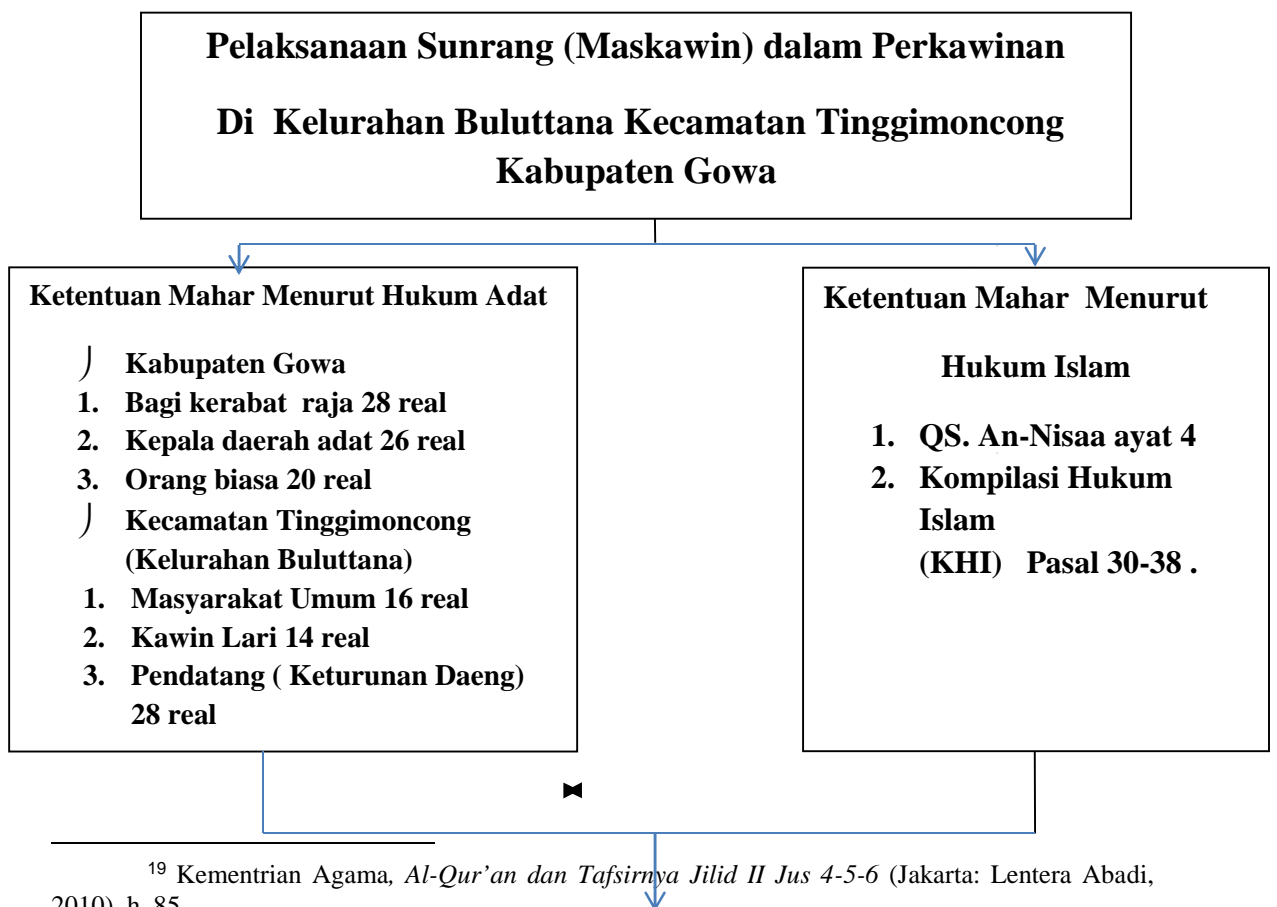 Pelaksanaan Sunrang (Maskawin) dalam Perkawinan
Di Kelurahan Buluttana Kecamatan Tinggimoncong
Kabupaten Gowa
Ketentuan Mahar Menurut Hukum Adat
Kabupaten Gowa
1. Bagi kerabat raja 28 real
2. Kepala daerah adat 26 real
3. Orang biasa 20 real
Kecamatan Tinggimoncong
(Kelurahan Buluttana)
1. Masyarakat Umum 16 real
2. Kawin Lari 14 real
3. Pendatang ( Keturunan Daeng)
28 real
Ketentuan Mahar Menurut
Hukum Islam
1. QS. An-Nisaa ayat 4
2. Kompilasi Hukum
Islam
(KHI) Pasal 30-38 .
19 Kementrian Agama, Al-Qur’an dan Tafsirnya Jilid II Jus 4-5-6 (Jakarta: Lentera Abadi,
2010), h. 85